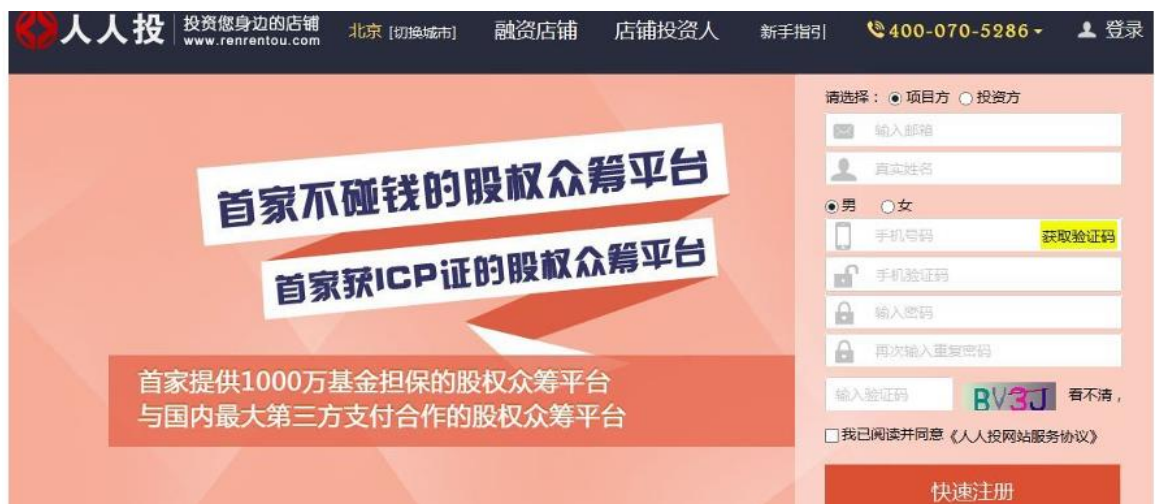 人人投 投资您身边的店铺 北京 [切换城市] 融资店铺 店铺投资人 新手指引 400-070-5286 登录
www.renrentou.com
请选择：项目方 投资方
输入邮箱
真实姓名
男 女
手机号码 获取验证码
手机验证码
输入密码
再次输入重复密码
输入验证码 BV3J 看不清，
我已阅读并同意《人人投网站服务协议》
快速注册
首家不碰钱的股权众筹平台
首家获ICP证的股权众筹平台
首家提供1000万基金担保的股权众筹平台
与国内最大第三方支付合作的股权众筹平台